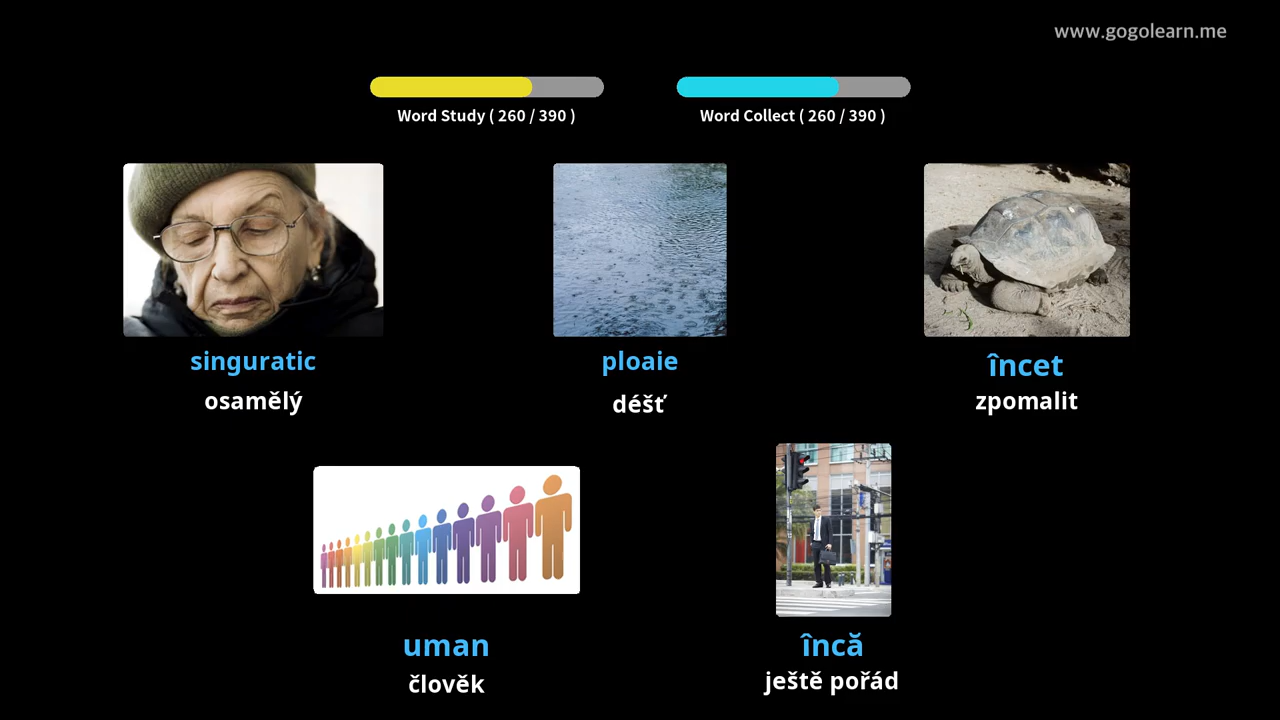 www.gogolearn.me
Word Study ( 260 / 390 )
Word Collect ( 260 / 390 )
singuratic
osamělý
ploaie
déšť
încet
zpomalit
uman
člověk
încă
ještě pořád